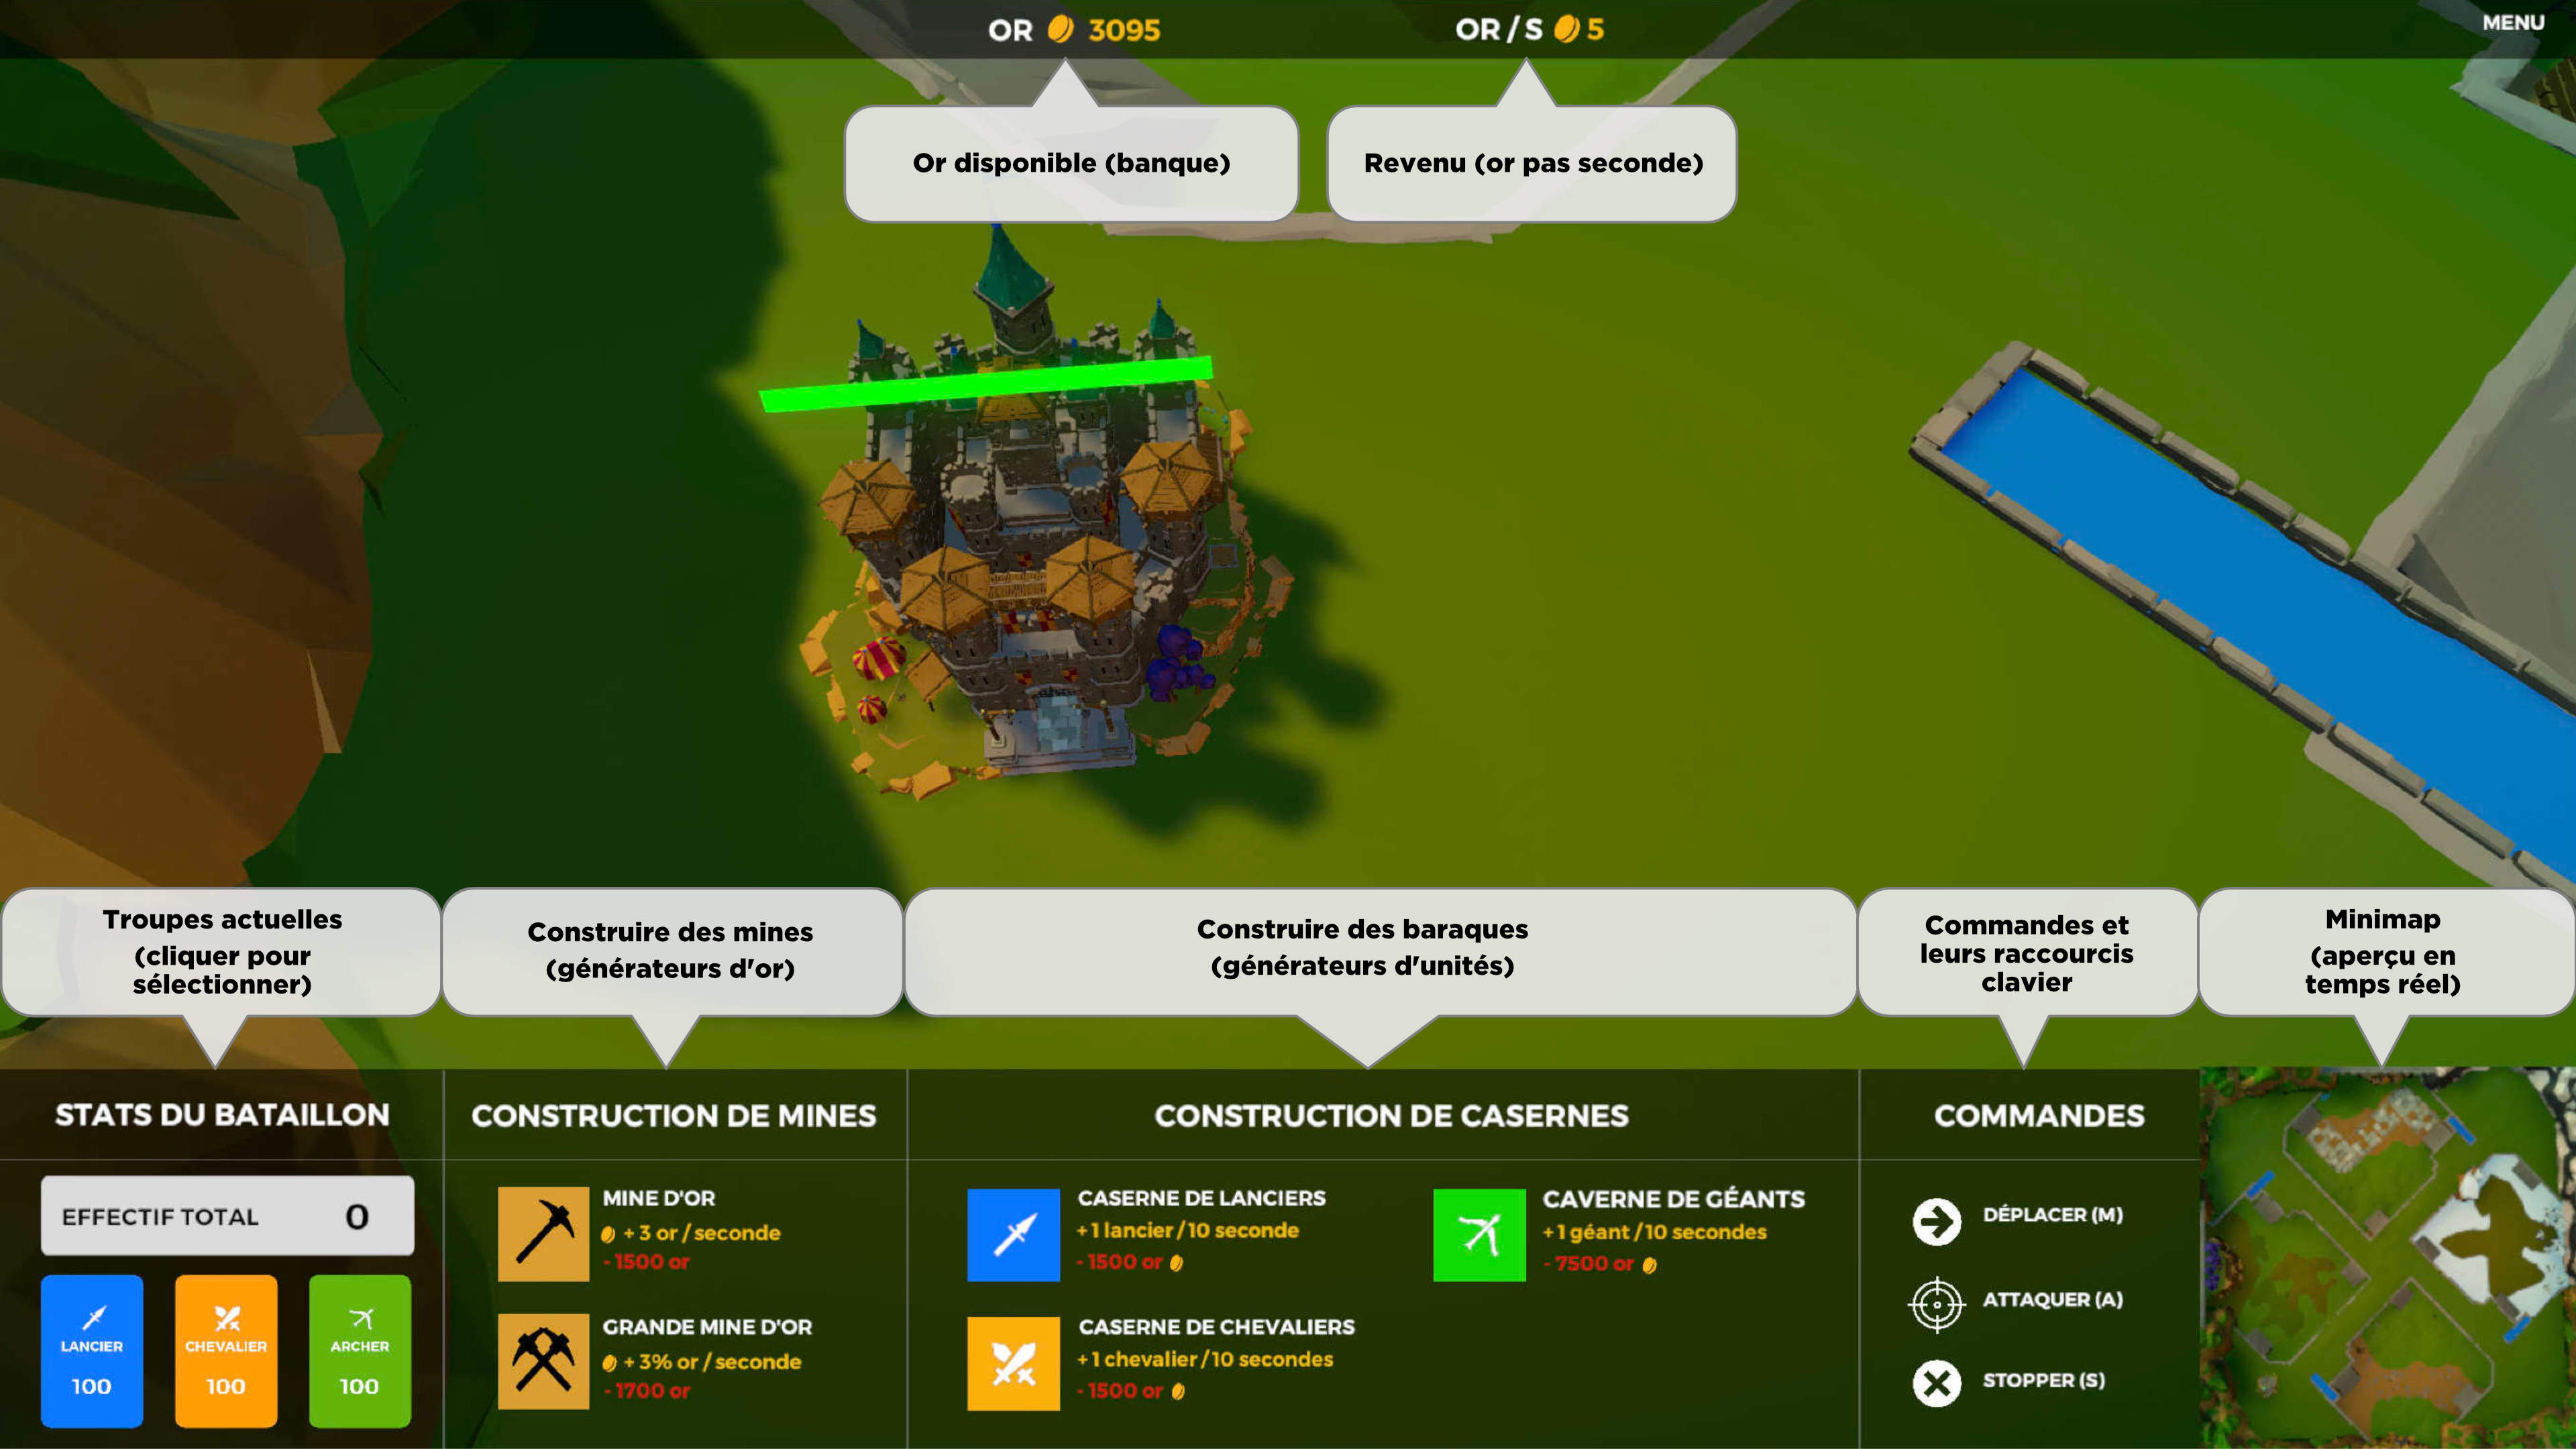 OR 3095
OR / S 5
MENU
Or disponible (banque)
Revenu (or pas seconde)
Troupes actuelles
(cliquer pour
sélectionner)
Construire des mines
(générateurs d'or)
Construire des baraques
(générateurs d'unités)
Commandes et
leurs raccourcis
clavier
Minimap
(aperçu en
temps réel)
STATS DU BATAILLON
EFFECTIF TOTAL 0
LANCIER
100
CHEVALIER
100
ARCHER
100
CONSTRUCTION DE MINES
MINE D'OR
+ 3 or / seconde
- 1500 or
GRANDE MINE D'OR
+ 3% or / seconde
- 1700 or
CONSTRUCTION DE CASERNES
CASERNE DE LANCIERS
+ 1 lancier / 10 seconde
- 1500 or
CASERNE DE CHEVALIERS
+ 1 chevalier / 10 secondes
- 1500 or
CAVERNE DE GÉANTS
+ 1 géant / 10 secondes
- 7500 or
COMMANDES
DÉPLACER (M)
ATTAQUER (A)
STOPPER (S)